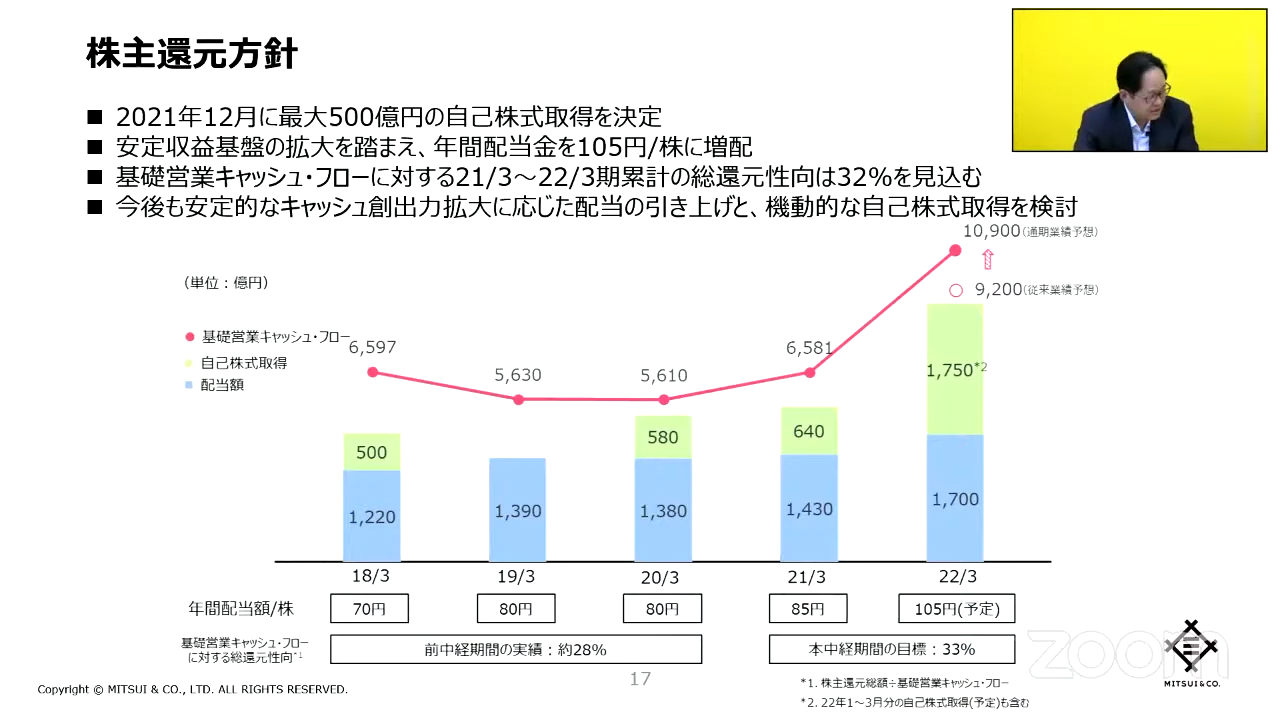 株主還元方針
■ 2021年12月に最大500億円の自己株式取得を決定
■ 安定収益基盤の拡大を踏まえ、年間配当金を105円/株に増配
■ 基礎営業キャッシュ・フローに対する21/3～22/3期累計の総還元性向は32%を見込む
■ 今後も安定的なキャッシュ創出力拡大に応じた配当の引き上げと、機動的な自己株式取得を検討
10,900(通期業績予想)
（単位：億円）
9,200(従来業績予想)
基礎営業キャッシュ・フロー
自己株式取得
配当額
6,597
5,630
5,610
6,581
1,750*2
500
580
640
1,220
1,390
1,380
1,430
1,700
18/3
19/3
20/3
21/3
22/3
年間配当額/株
70円
80円
80円
85円
105円(予定)
基礎営業キャッシュ・フロー
に対する総還元性向*1
前中経期間の実績：約28%
本中経期間の目標：33%
zoom
MITSUI & CO.
*1. 株主還元総額÷基礎営業キャッシュ・フロー
*2. 22年1～3月分の自己株式取得(予定)も含む
17
Copyright © MITSUI & CO., LTD. ALL RIGHTS RESERVED.